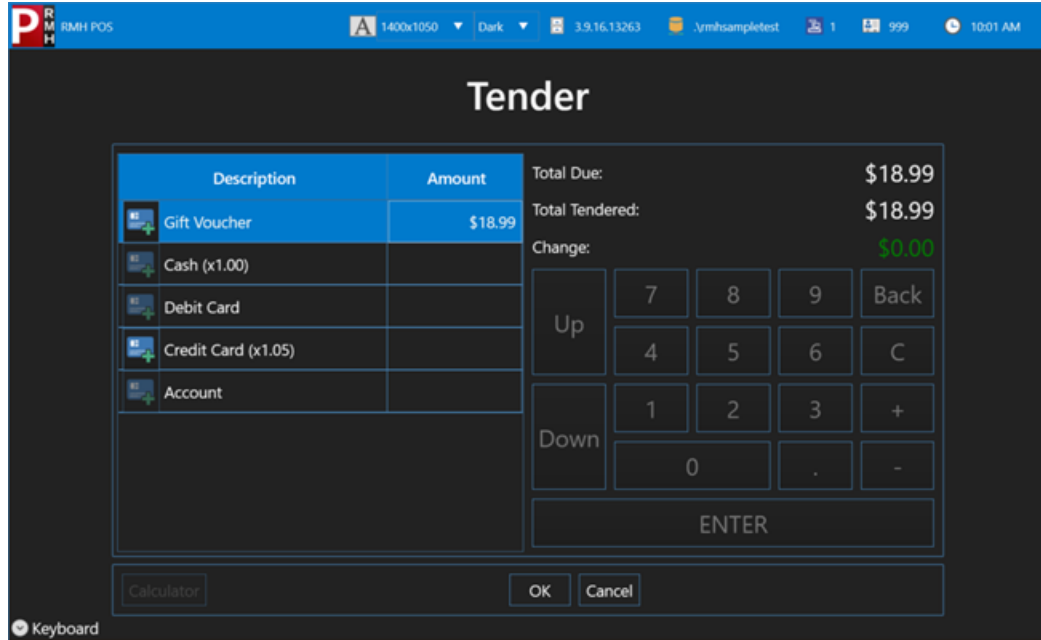 P RMH RMH POS A 1400x1050 Dark 3.9.16.13263 .\rmhsampletest 1 999 10:01 AM
Tender
Description Amount
Gift Voucher $18.99
Cash (x1.00)
Debit Card
Credit Card (x1.05)
Account
Total Due: $18.99
Total Tendered: $18.99
Change: $0.00
Up 7 8 9 Back
4 5 6 C
Down 1 2 3 +
0 . -
ENTER
Calculator OK Cancel
Keyboard